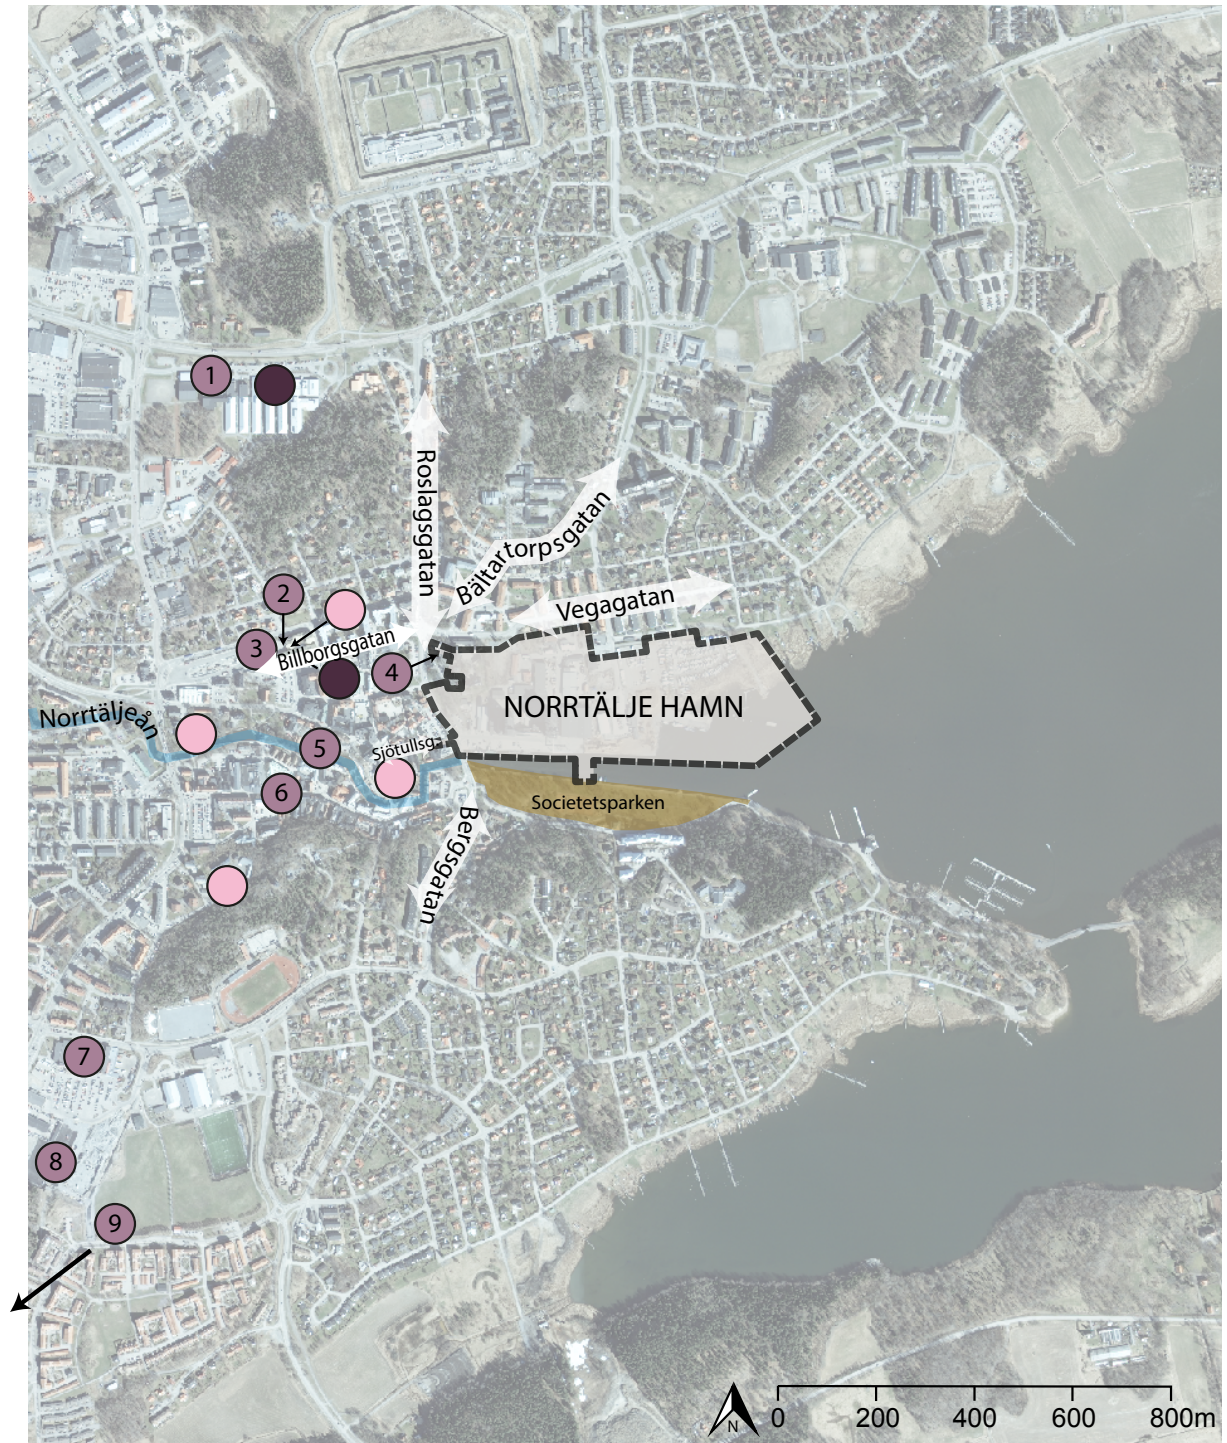 1
Roslagsgatan
Bältartorpsgatan
Vegagatan
2
3
Billborgsgatan
4
NORRTÄLJE HAMN
Norrtäljeån
5
Sjötullsg.
6
Societetsparken
Bergsgatan
7
8
9
N
0 200 400 600 800m